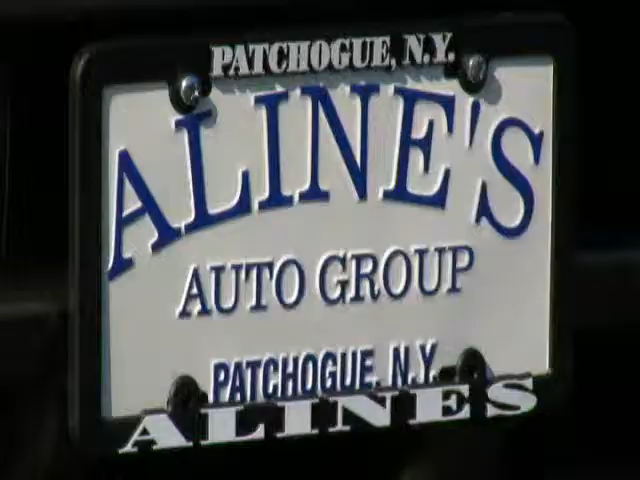 PATCHOGUE, N.Y.
ALINE'S
AUTO GROUP
PATCHOGUE, N.Y.
ALINES